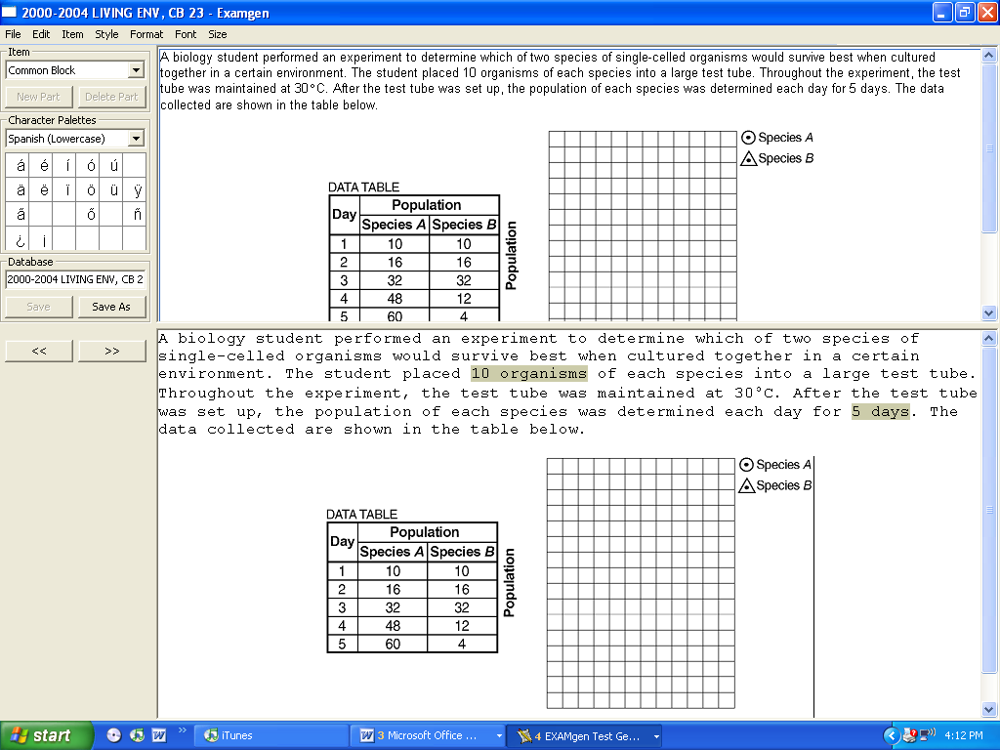 2000-2004 LIVING ENV, CB 23 - Examgen
File Edit Item Style Format Font Size
Item
Common Block
New Part Delete Part
Character Palettes
Spanish (Lowercase)
á é í ó ú
ä ë ï ö ü ÿ
ő ñ
¿ ¡
Database
2000-2004 LIVING ENV, CB 2
Save Save As
<< >>
A biology student performed an experiment to determine which of two species of single-celled organisms would survive best when cultured
together in a certain environment. The student placed 10 organisms of each species into a large test tube. Throughout the experiment, the test
tube was maintained at 30°C. After the test tube was set up, the population of each species was determined each day for 5 days. The data
collected are shown in the table below.
Species A
Species B
DATA TABLE
Day Population
Species A Species B
1 10 10
2 16 16
3 32 32
4 48 12
5 60 4
Population
A biology student performed an experiment to determine which of two species of
single-celled organisms would survive best when cultured together in a certain
environment. The student placed 10 organisms of each species into a large test tube.
Throughout the experiment, the test tube was maintained at 30°C. After the test tube
was set up, the population of each species was determined each day for 5 days. The
data collected are shown in the table below.
Species A
Species B
DATA TABLE
Day Population
Species A Species B
1 10 10
2 16 16
3 32 32
4 48 12
5 60 4
Population
start iTunes 3 Microsoft Office ... 4 EXAMgen Test Ge... 4:12 PM